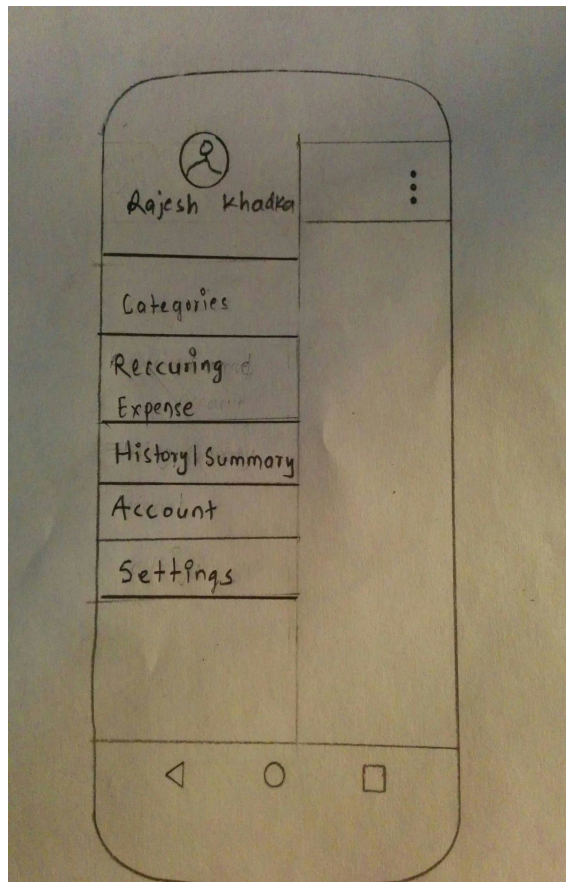 Rajesh Khadka
Categories
Reccuring
Expense
History|Summary
Account
Settings